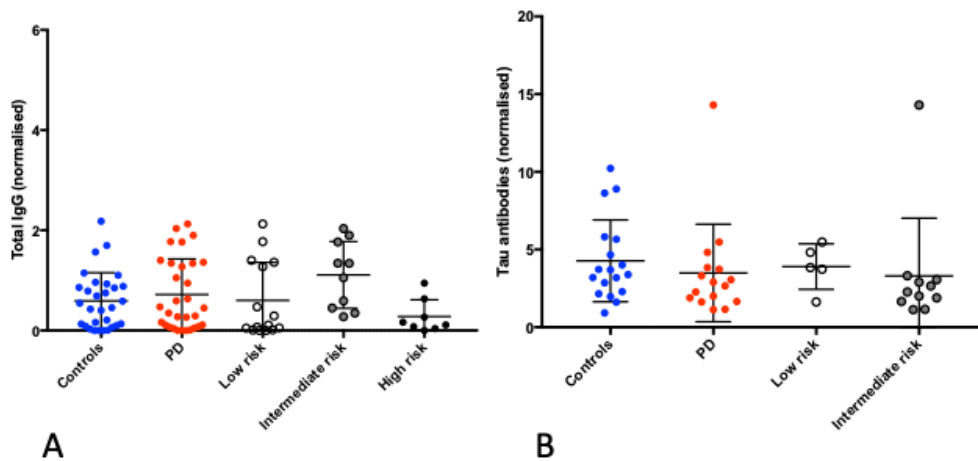 Total IgG (normalised)
6
4
2
0
Controls
PD
Low risk
Intermediate risk
High risk
A
Tau antibodies (normalised)
20
15
10
5
0
Controls
PD
Low risk
Intermediate risk
B